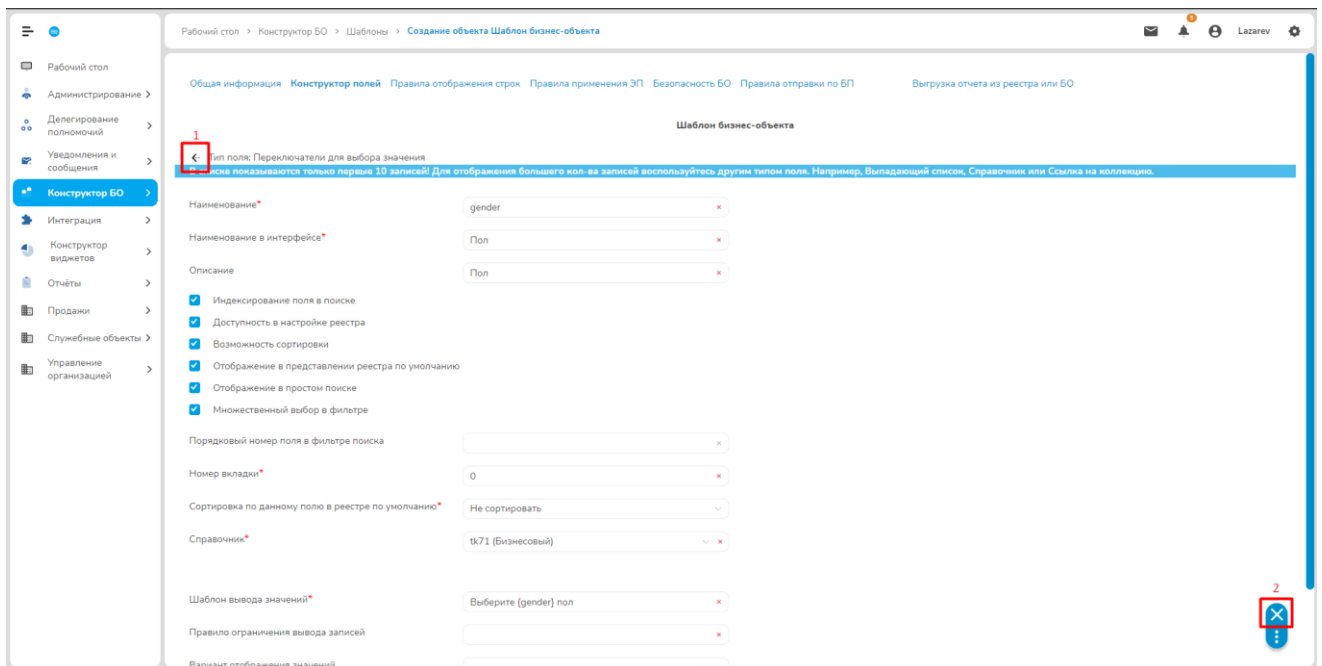 Рабочий стол > Конструктор БО > Шаблоны > Создание объекта Шаблон бизнес-объекта
5
Lazarev
Рабочий стол
Администрирование
Делегирование
полномочий
Уведомления и
сообщения
Конструктор БО
Интеграция
Конструктор
виджетов
Отчёты
Продажи
Служебные объекты
Управление
организацией
Общая информация Конструктор полей Правила отображения строк Правила применения ЭП Безопасность БО Правила отправки по БП Выгрузка отчета из реестра или БО
Шаблон бизнес-объекта
1
Тип поля: Переключатели для выбора значения
списке показываются только первые 10 записей! Для отображения большего кол-ва записей воспользуйтесь другим типом поля. Например, Выпадающий список, Справочник или Ссылка на коллекцию.
Наименование* gender
Наименование в интерфейсе* Пол
Описание Пол
Индексирование поля в поиске
Доступность в настройке реестра
Возможность сортировки
Отображение в представлении реестра по умолчанию
Отображение в простом поиске
Множественный выбор в фильтре
Порядковый номер поля в фильтре поиска
Номер вкладки* 0
Сортировка по данному полю в реестре по умолчанию* Не сортировать
Справочник* tk71 (Бизнесовый)
Шаблон вывода значений* Выберите {gender} пол
2
Правило ограничения вывода записей
Вариант отображения значений